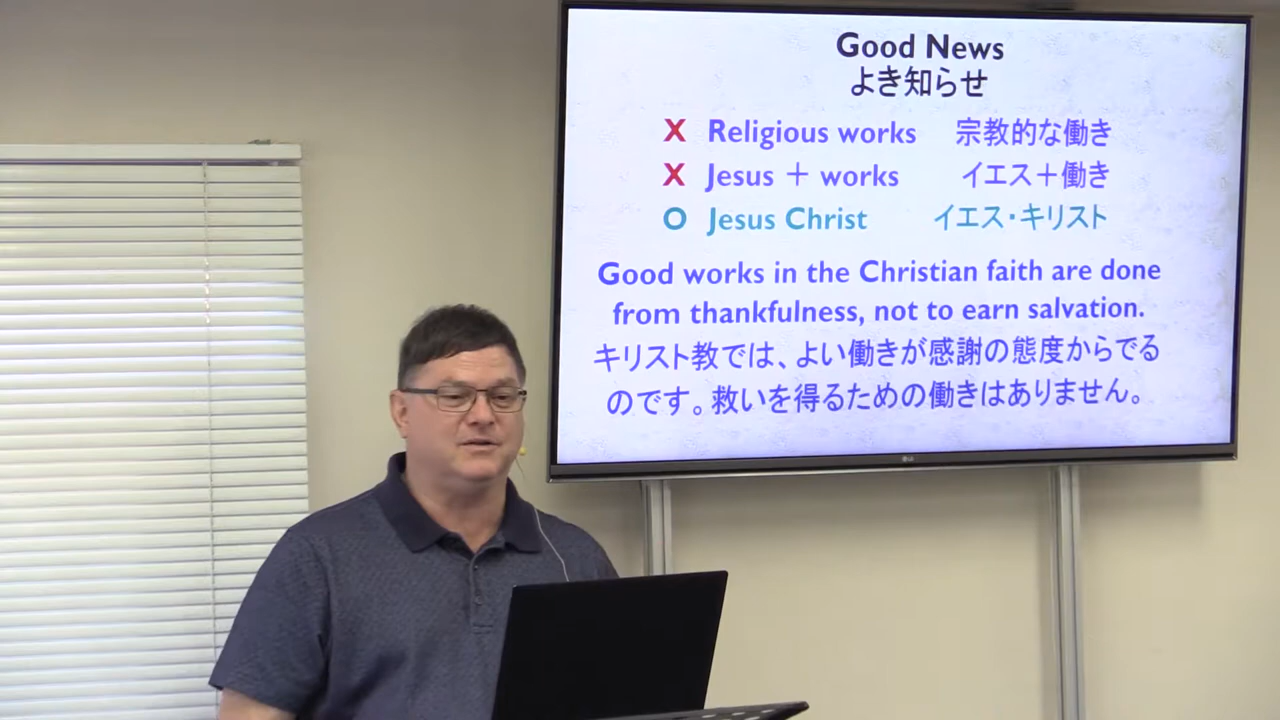 Good News
よき知らせ
X Religious works 宗教的な働き
X Jesus + works イエス＋働き
O Jesus Christ イエス・キリスト
Good works in the Christian faith are done
from thankfulness, not to earn salvation.
キリスト教では、よい働きが感謝の態度からでる
のです。救いを得るための働きはありません。
LG